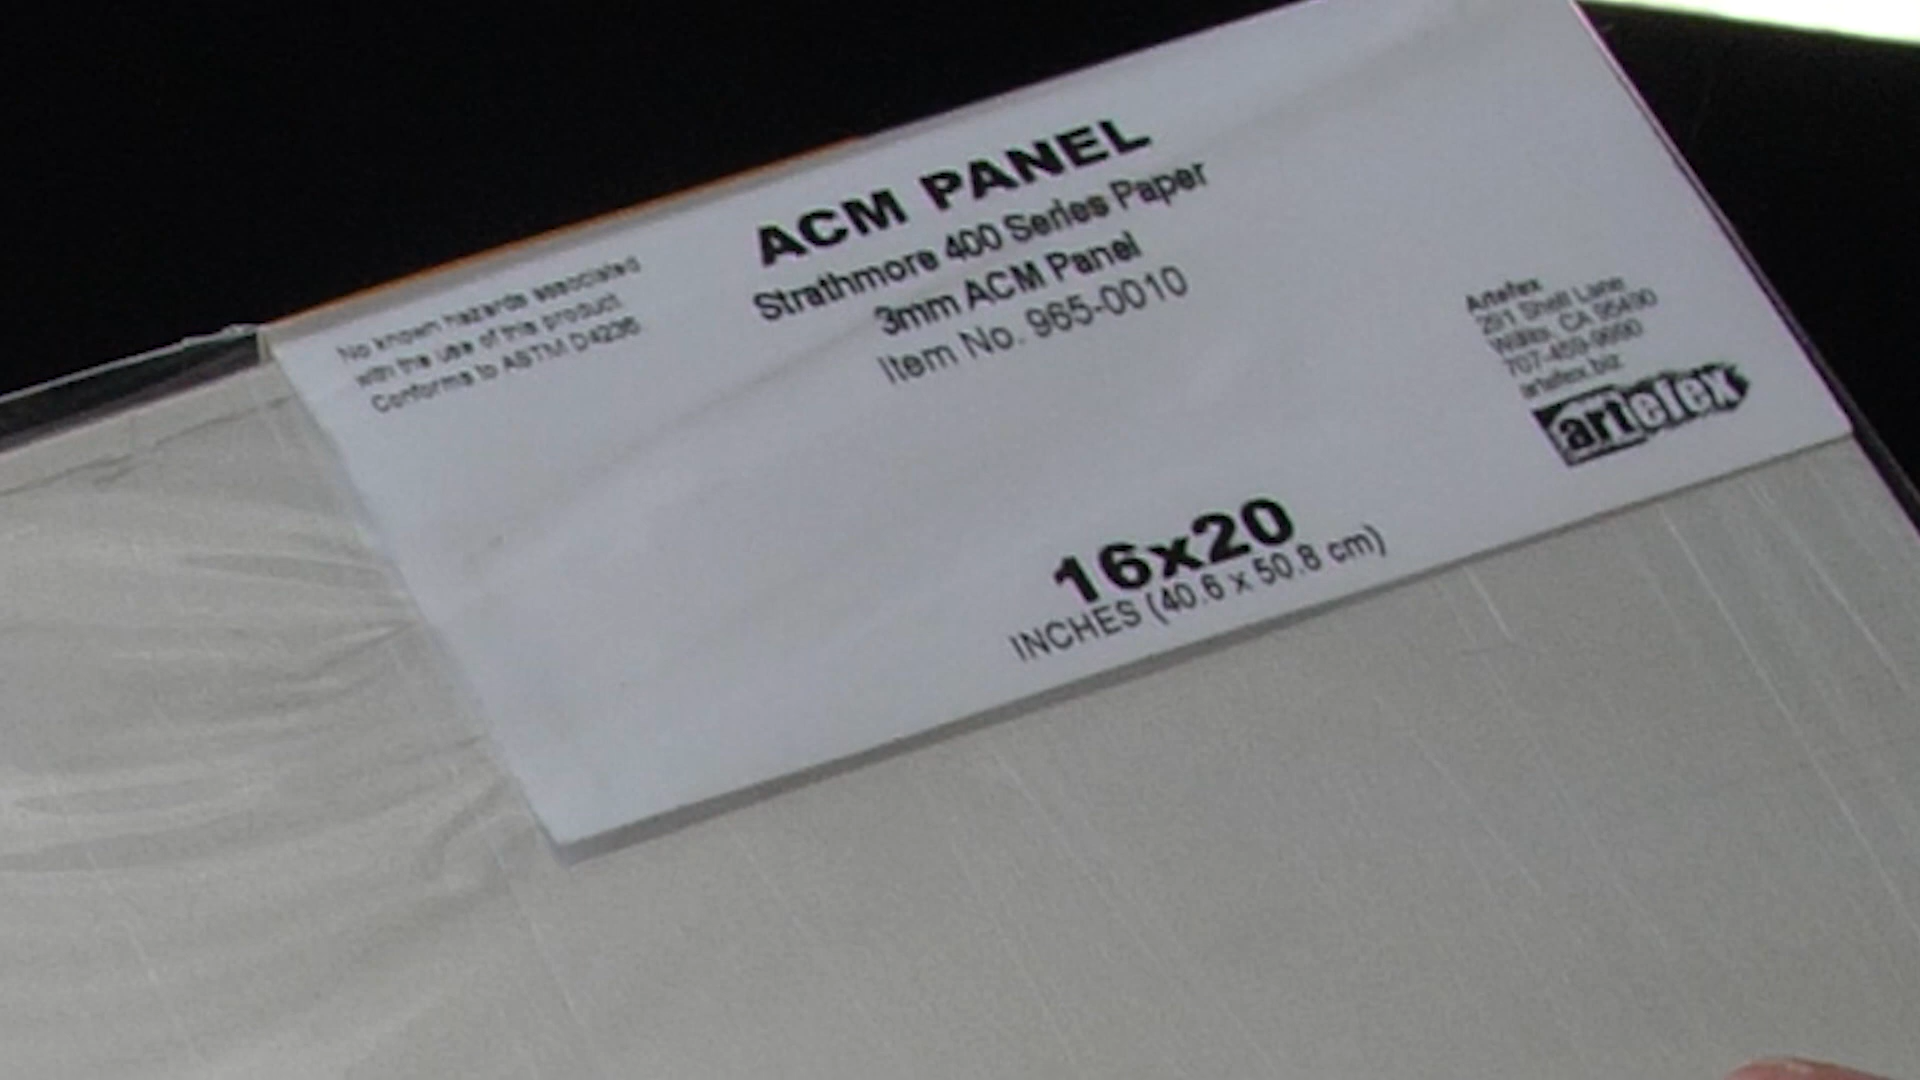 ACM PANEL
Strathmore 400 Series Paper
3mm ACM Panel
Item No. 965-0010
No known hazards associated
with the use of this product.
Conforms to ASTM D4236
Artefex
291 Shell Lane
Willits, CA 95490
707-459-9690
artefex.biz
artefex
16x20
INCHES (40.6 x 50.8 cm)